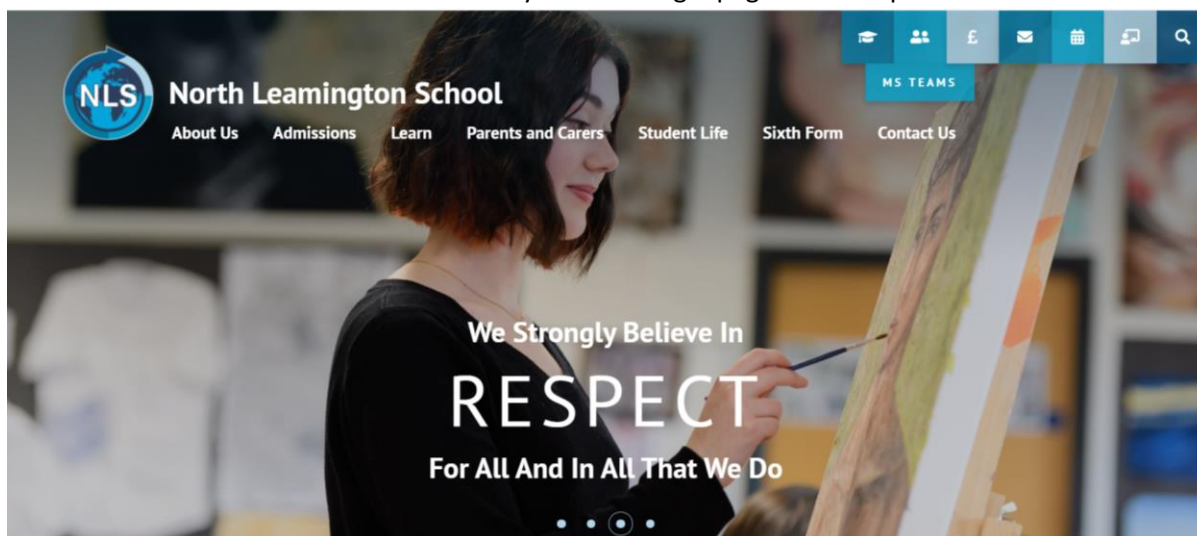 £
MS TEAMS
NLS
North Leamington School
About Us Admissions Learn Parents and Carers Student Life Sixth Form Contact Us
We Strongly Believe In
RESPECT
For All And In All That We Do